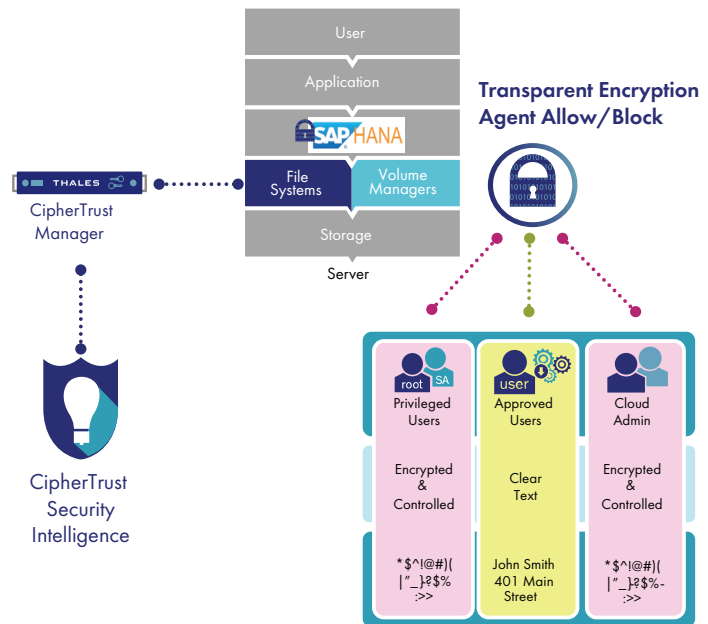 User
Application
SAP HANA
File
Systems
Volume
Managers
Storage
Server
THALES
CipherTrust
Manager
CipherTrust
Security
Intelligence
Transparent Encryption
Agent Allow/Block
root
SA
Privileged
Users
Encrypted
&
Controlled
*$^!@#)(
|"_}?$%
:>>
user
Approved
Users
Clear
Text
John Smith
401 Main
Street
Cloud
Admin
Encrypted
&
Controlled
*$^!@#)(
|"_}?$%-
:>>